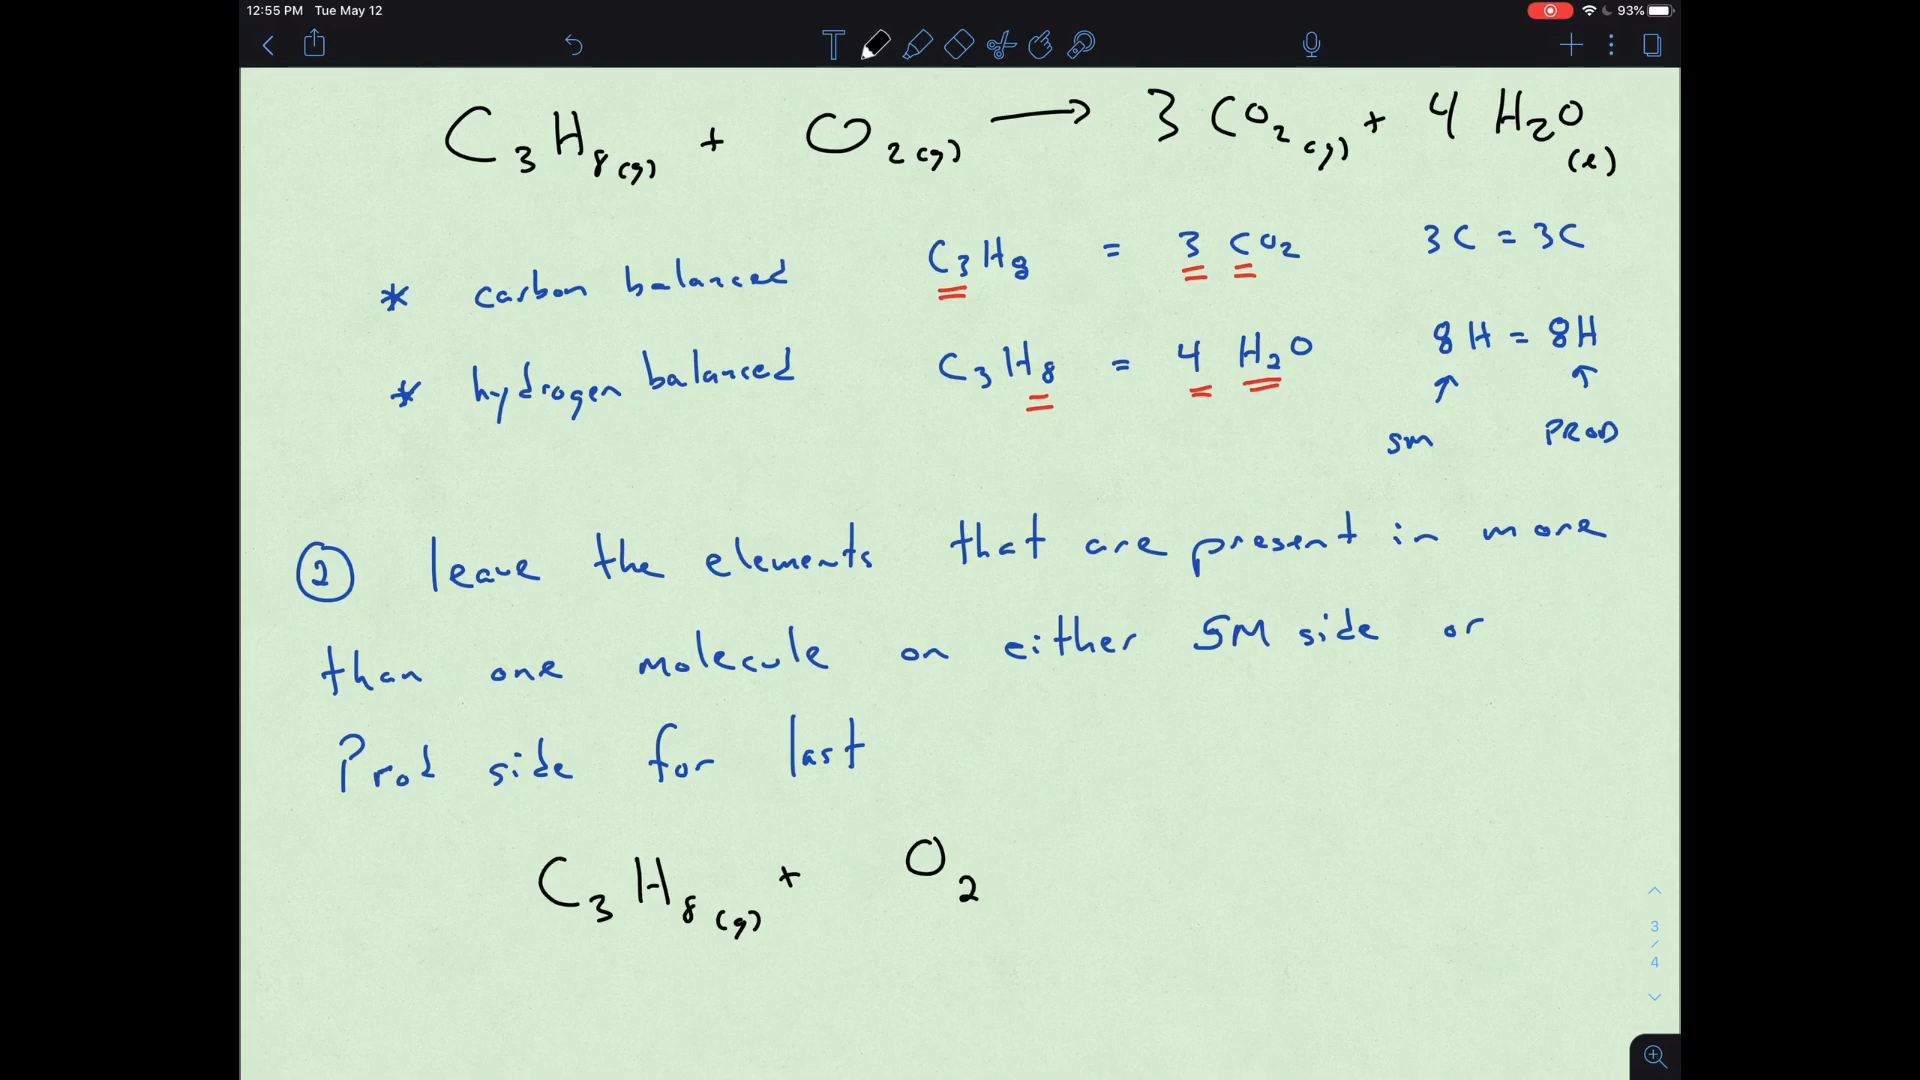 12:55 PM Tue May 12
93%
T
C₃H₈(g) + O₂(g) → 3 CO₂(g) + 4 H₂O(l)
* carbon balanced C₃H₈ = 3 CO₂ 3C = 3C
* hydrogen balanced C₃H₈ = 4 H₂O 8H = 8H
↑ ↑
SM PROD
② leave the elements that are present in more
than one molecule on either SM side or
Prod side for last
C₃H₈(g) + O₂
3
/
4